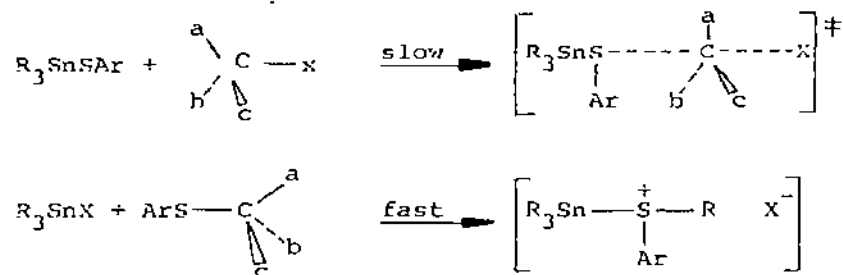 a
a
R3SnSAr + C — x slow [R3SnS - - - C - - - X]‡
b c Ar b c
a
R3SnX + ArS — C fast [R3Sn — S+ — R X-]
b
c Ar